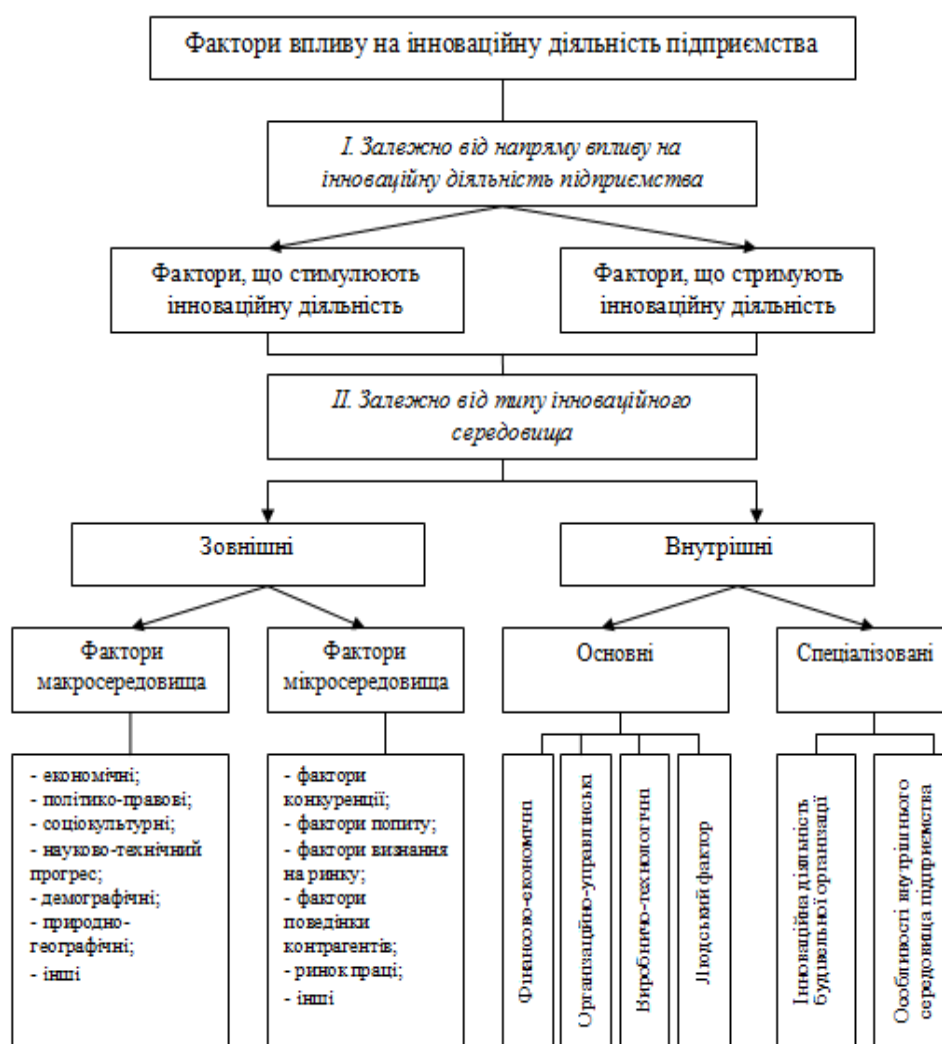 Фактори впливу на інноваційну діяльність підприємства
І. Залежно від напряму впливу на
інноваційну діяльність підприємства
Фактори, що стимулюють
інноваційну діяльність
Фактори, що стримують
інноваційну діяльність
ІІ. Залежно від типу інноваційного
середовища
Зовнішні
Внутрішні
Фактори
макросередовища
Фактори
мікросередовища
Основні
Спеціалізовані
- економічні;
- політико-правові;
- соціокультурні;
- науково-технічний
прогрес;
- демографічні;
- природно-
географічні;
- інші
- фактори
конкуренції;
- фактори попиту;
- фактори визнання
на ринку;
- фактори
поведінки
контрагентів;
- ринок праці;
- інші
Фінансово-економічні
Організаційно-управлінські
Виробничо-технологічні
Людський фактор
Інноваційна діяльність
будівельної організації
Особливості внутрішнього
середовища підприємства